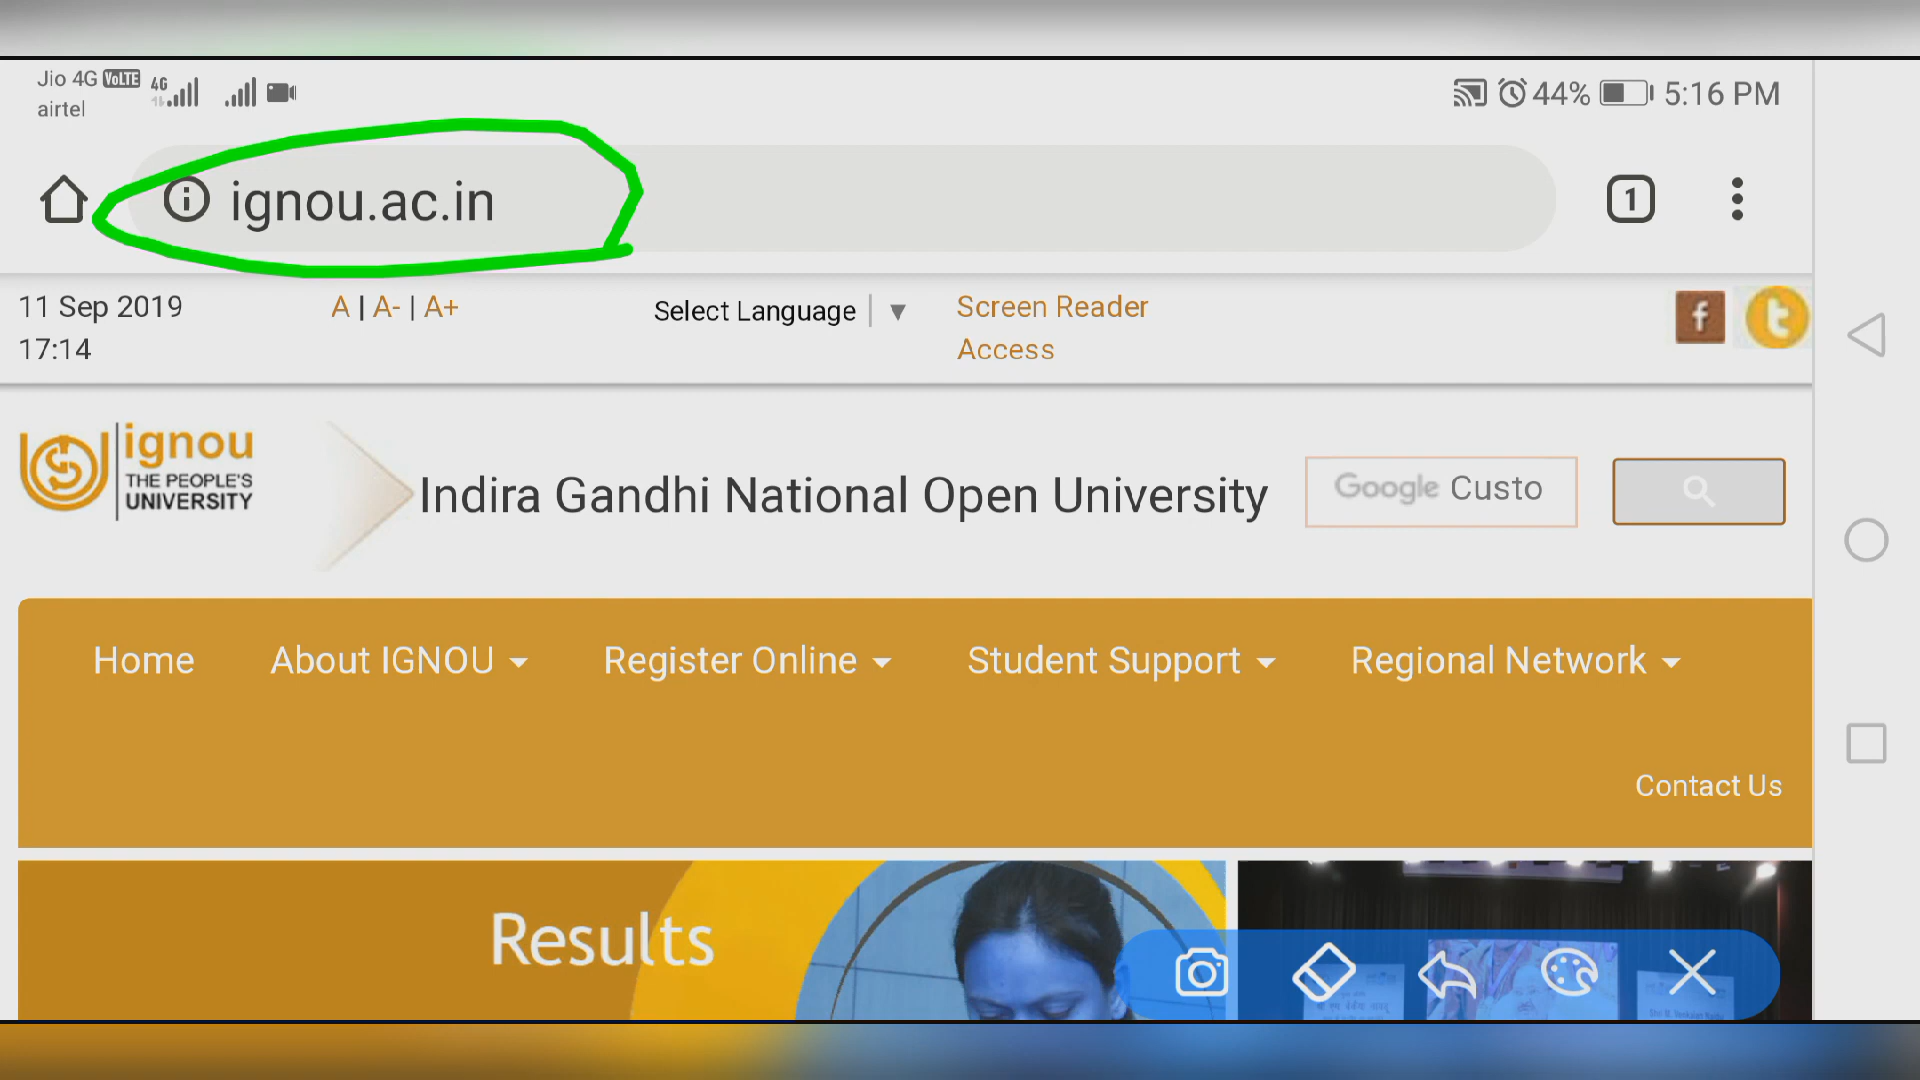 Jio 4G VoLTE 4G
airtel
44% 5:16 PM
ignou.ac.in
1
11 Sep 2019
17:14
A | A- | A+
Select Language ▼
Screen Reader
Access
f t
ignou
THE PEOPLE'S
UNIVERSITY
Indira Gandhi National Open University
Google Custo
Home About IGNOU Register Online Student Support Regional Network
Contact Us
Results